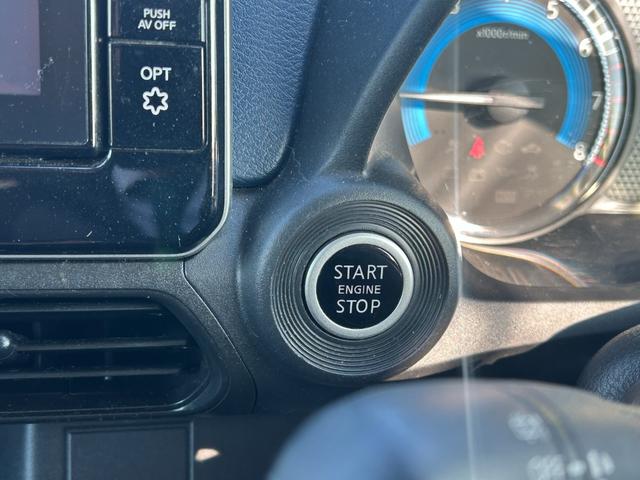 PUSH
AV OFF
OPT
START
ENGINE
STOP
x1000r/min
5
6
7
8